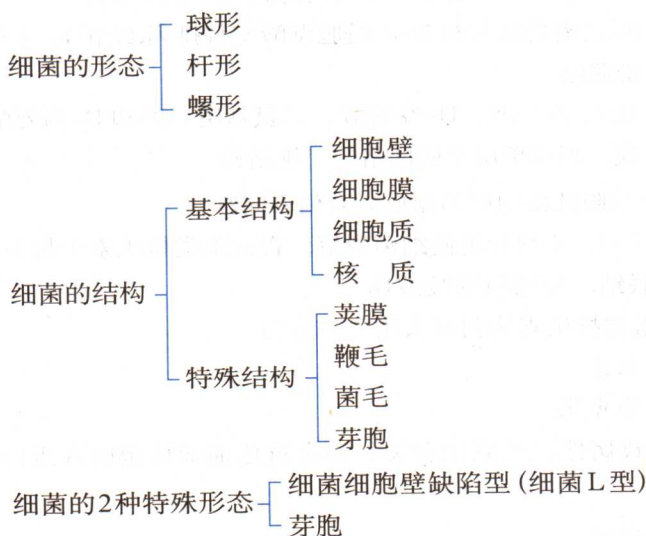 球形
细菌的形态
杆形
螺形
细胞壁
基本结构
细胞膜
细胞质
核 质
细菌的结构
荚膜
鞭毛
特殊结构
菌毛
芽胞
细菌细胞壁缺陷型(细菌L型)
细菌的2种特殊形态
芽胞